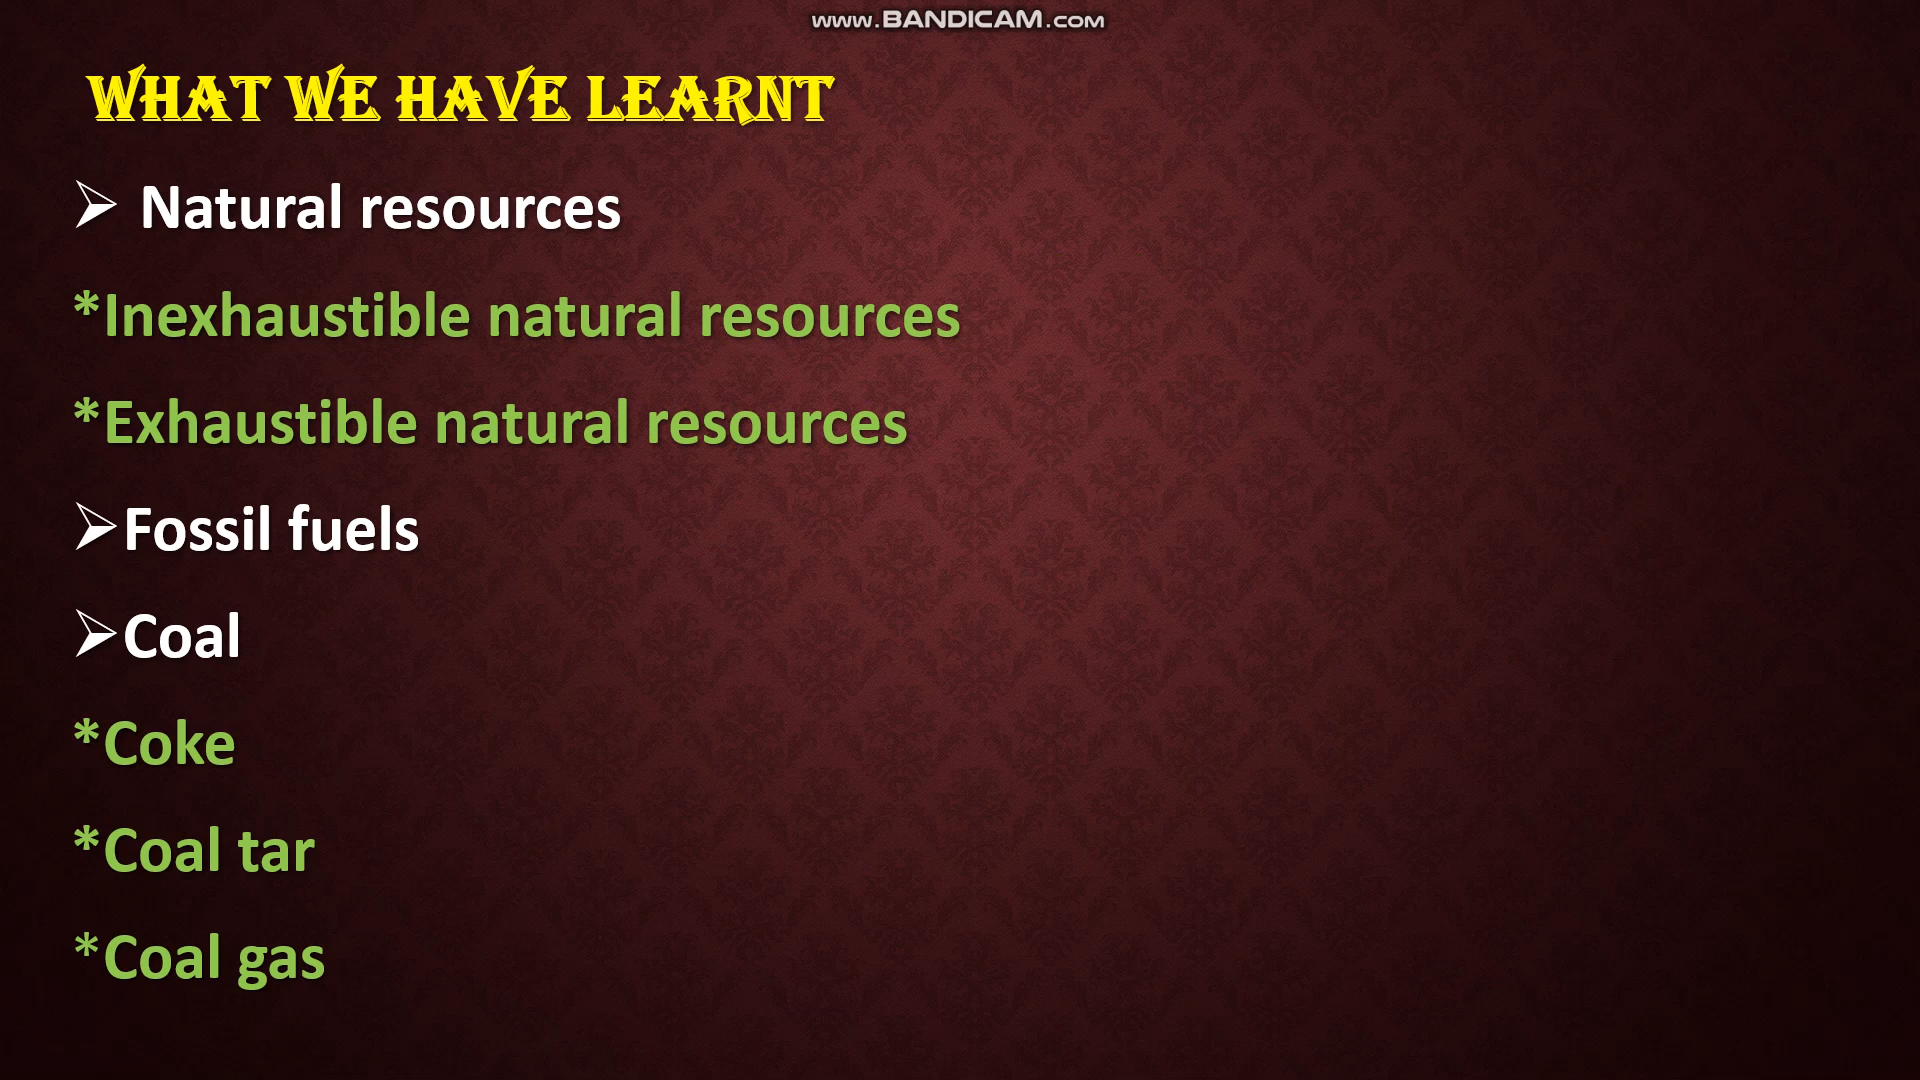 www.BANDICAM.com
WHAT WE HAVE LEARNT
➢ Natural resources
*Inexhaustible natural resources
*Exhaustible natural resources
➢Fossil fuels
➢Coal
*Coke
*Coal tar
*Coal gas